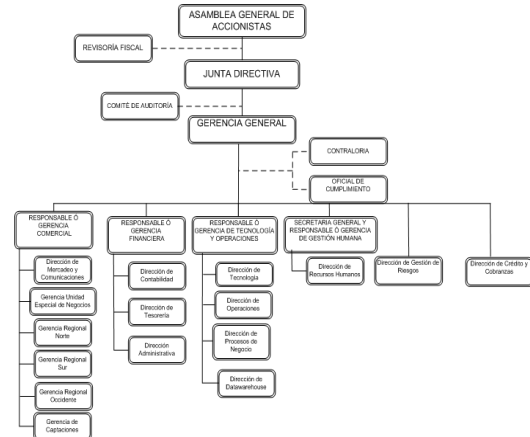 ASAMBLEA GENERAL DE
ACCIONISTAS
REVISORÍA FISCAL
JUNTA DIRECTIVA
COMITÉ DE AUDITORÍA
GERENCIA GENERAL
CONTRALORIA
OFICIAL DE
CUMPLIMIENTO
RESPONSABLE Ó
GERENCIA
COMERCIAL
RESPONSABLE Ó
GERENCIA
FINANCIERA
RESPONSABLE Ó
GERENCIA DE TECNOLOGÍA
Y OPERACIONES
SECRETARIA GENERAL Y
RESPONSABLE Ó GERENCIA
DE GESTIÓN HUMANA
Dirección de
Mercadeo y
Comunicaciones
Gerencia Unidad
Especial de Negocios
Gerencia Regional
Norte
Gerencia Regional
Sur
Gerencia Regional
Occidente
Gerencia de
Captaciones
Dirección de
Contabilidad
Dirección de
Tesorería
Dirección
Administrativa
Dirección de
Tecnología
Dirección de
Operaciones
Dirección de
Procesos de
Negocio
Dirección de
Datawarehouse
Dirección de
Recursos Humanos
Dirección de Gestión de
Riesgos
Dirección de Crédito y
Cobranzas